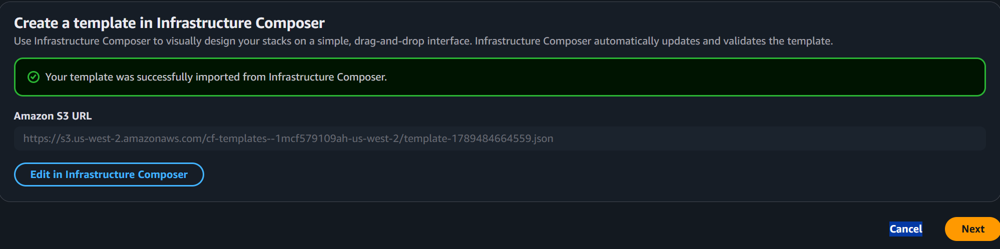 Create a template in Infrastructure Composer
Use Infrastructure Composer to visually design your stacks on a simple, drag-and-drop interface. Infrastructure Composer automatically updates and validates the template.
Your template was successfully imported from Infrastructure Composer.
Amazon S3 URL
https://s3.us-west-2.amazonaws.com/cf-templates--1mcf579109ah-us-west-2/template-1789484664559.json
Edit in Infrastructure Composer
Cancel
Next